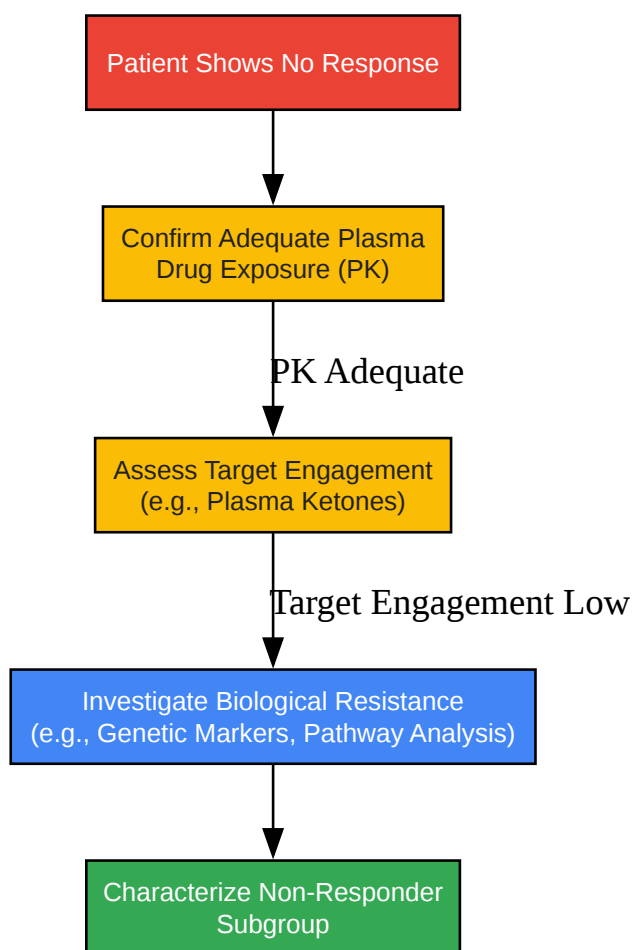 Patient Shows No Response
Confirm Adequate Plasma
Drug Exposure (PK)
PK Adequate
Assess Target Engagement
(e.g., Plasma Ketones)
Target Engagement Low
Investigate Biological Resistance
(e.g., Genetic Markers, Pathway Analysis)
Characterize Non-Responder
Subgroup